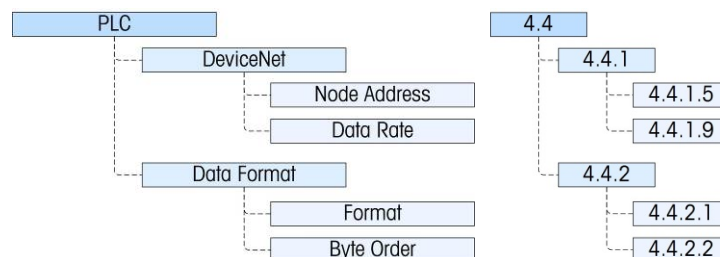 PLC 4.4
DeviceNet 4.4.1
Node Address 4.4.1.5
Data Rate 4.4.1.9
Data Format 4.4.2
Format 4.4.2.1
Byte Order 4.4.2.2